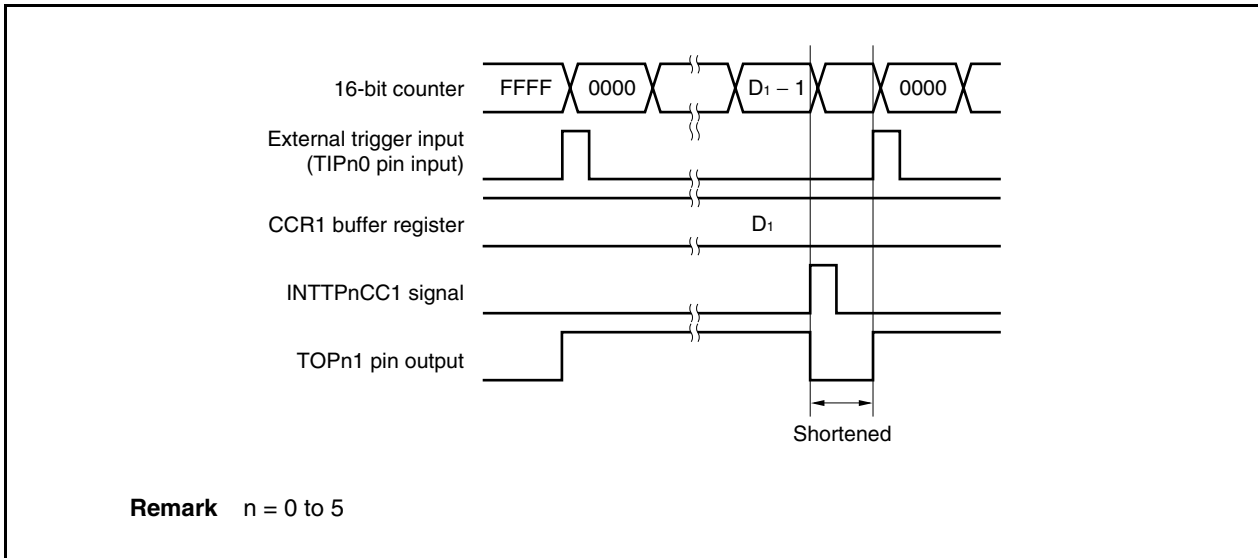 16-bit counter FFFF 0000 D₁ – 1 0000
External trigger input
(TIPn0 pin input)
CCR1 buffer register D₁
INTTPnCC1 signal
TOPn1 pin output
Shortened
Remark n = 0 to 5